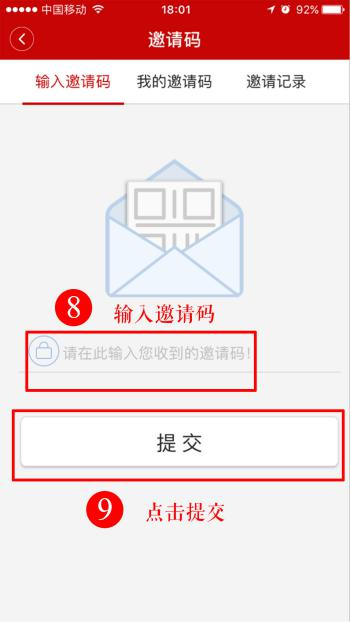 中国移动 18:01 92%
邀请码
输入邀请码 我的邀请码 邀请记录
8 输入邀请码
请在此输入您收到的邀请码!
提交
9 点击提交